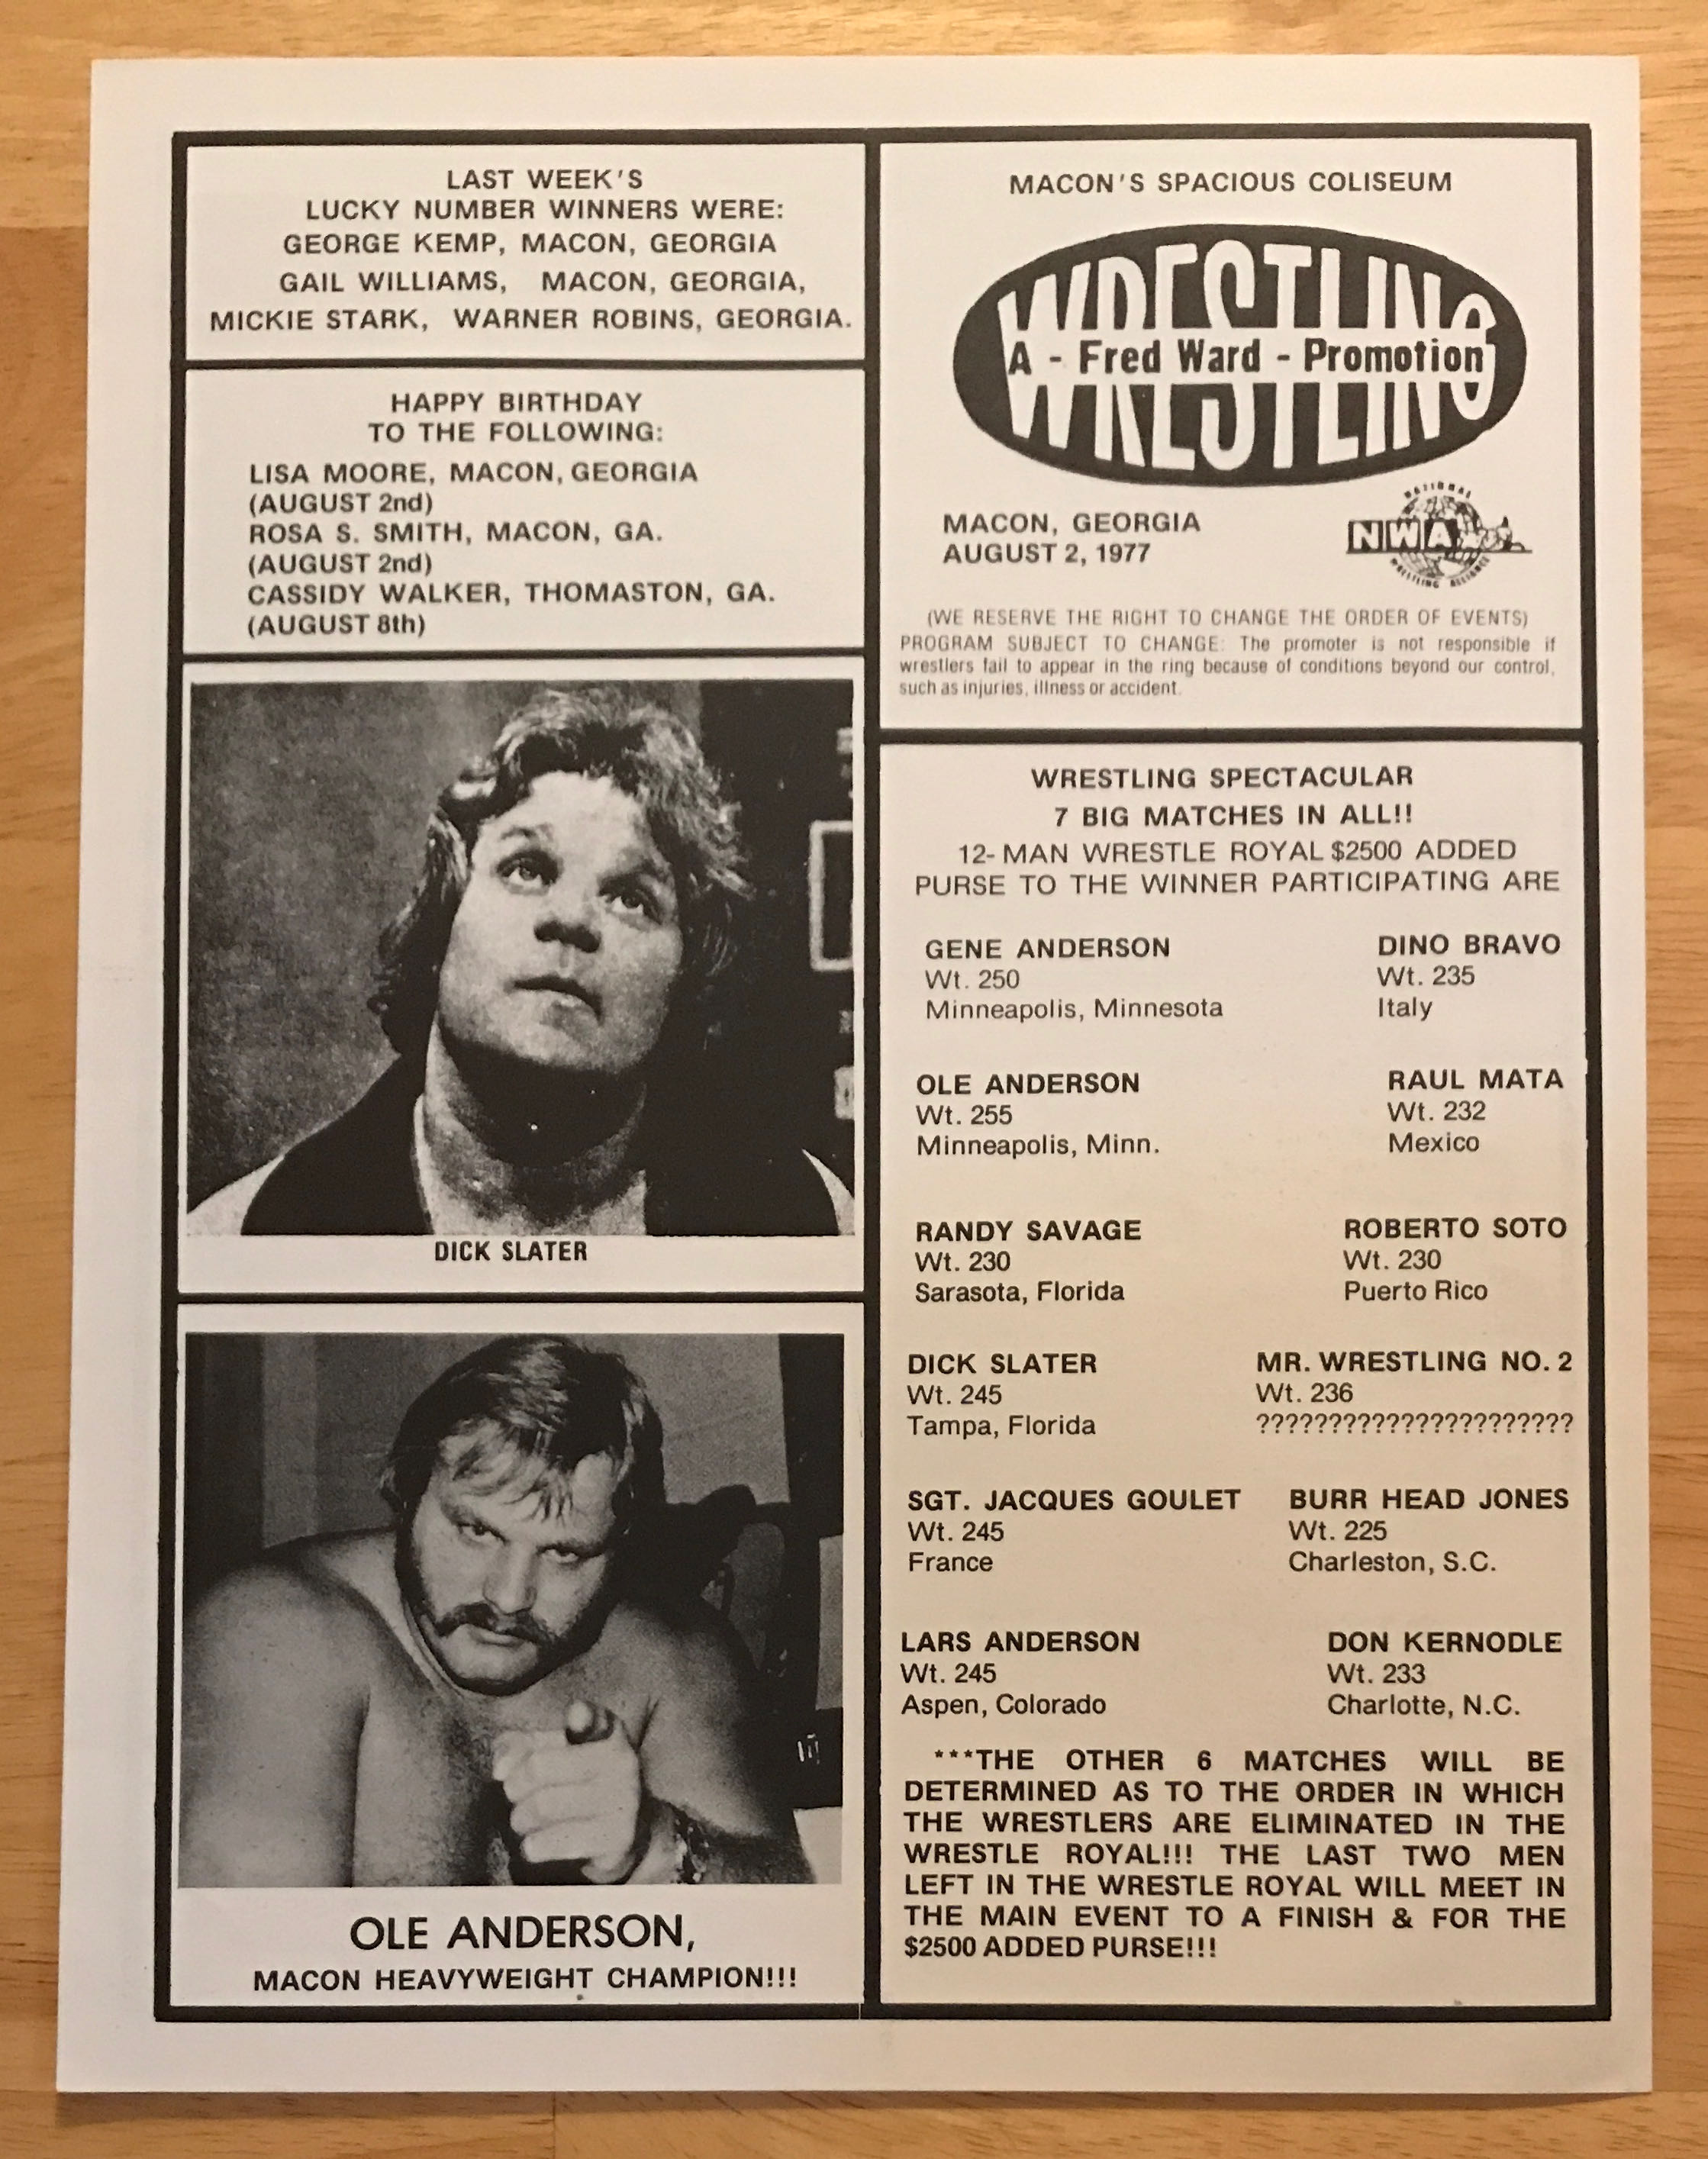 LAST WEEK'S
LUCKY NUMBER WINNERS WERE:
GEORGE KEMP, MACON, GEORGIA
GAIL WILLIAMS, MACON, GEORGIA,
MICKIE STARK, WARNER ROBINS, GEORGIA.
HAPPY BIRTHDAY
TO THE FOLLOWING:
LISA MOORE, MACON, GEORGIA
(AUGUST 2nd)
ROSA S. SMITH, MACON, GA.
(AUGUST 2nd)
CASSIDY WALKER, THOMASTON, GA.
(AUGUST 8th)
DICK SLATER
OLE ANDERSON,
MACON HEAVYWEIGHT CHAMPION!!!
MACON'S SPACIOUS COLISEUM
WRESTLING
A - Fred Ward - Promotion
WRESTLING
MACON, GEORGIA
AUGUST 2, 1977
NATIONAL
NWA
WRESTLING ALLIANCE
(WE RESERVE THE RIGHT TO CHANGE THE ORDER OF EVENTS)
PROGRAM SUBJECT TO CHANGE: The promoter is not responsible if
wrestlers fail to appear in the ring because of conditions beyond our control,
such as injuries, illness or accident.
WRESTLING SPECTACULAR
7 BIG MATCHES IN ALL!!
12- MAN WRESTLE ROYAL $2500 ADDED
PURSE TO THE WINNER PARTICIPATING ARE
GENE ANDERSON DINO BRAVO
Wt. 250 Wt. 235
Minneapolis, Minnesota Italy
OLE ANDERSON RAUL MATA
Wt. 255 Wt. 232
Minneapolis, Minn. Mexico
RANDY SAVAGE ROBERTO SOTO
Wt. 230 Wt. 230
Sarasota, Florida Puerto Rico
DICK SLATER MR. WRESTLING NO. 2
Wt. 245 Wt. 236
Tampa, Florida ??????????????????????
SGT. JACQUES GOULET BURR HEAD JONES
Wt. 245 Wt. 225
France Charleston, S.C.
LARS ANDERSON DON KERNODLE
Wt. 245 Wt. 233
Aspen, Colorado Charlotte, N.C.
***THE OTHER 6 MATCHES WILL BE
DETERMINED AS TO THE ORDER IN WHICH
THE WRESTLERS ARE ELIMINATED IN THE
WRESTLE ROYAL!!! THE LAST TWO MEN
LEFT IN THE WRESTLE ROYAL WILL MEET IN
THE MAIN EVENT TO A FINISH & FOR THE
$2500 ADDED PURSE!!!